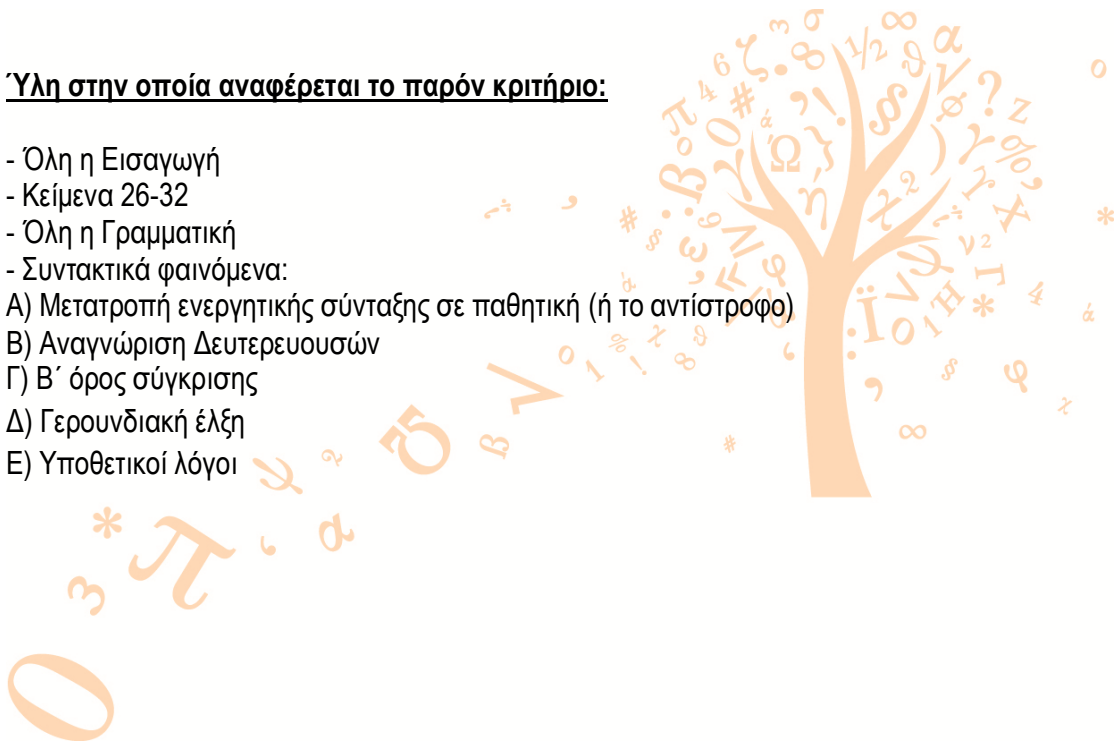 Ύλη στην οποία αναφέρεται το παρόν κριτήριο:
- Όλη η Εισαγωγή
- Κείμενα 26-32
- Όλη η Γραμματική
- Συντακτικά φαινόμενα:
Α) Μετατροπή ενεργητικής σύνταξης σε παθητική (ή το αντίστροφο)
Β) Αναγνώριση Δευτερευουσών
Γ) Β΄ όρος σύγκρισης
Δ) Γερουνδιακή έλξη
Ε) Υποθετικοί λόγοι